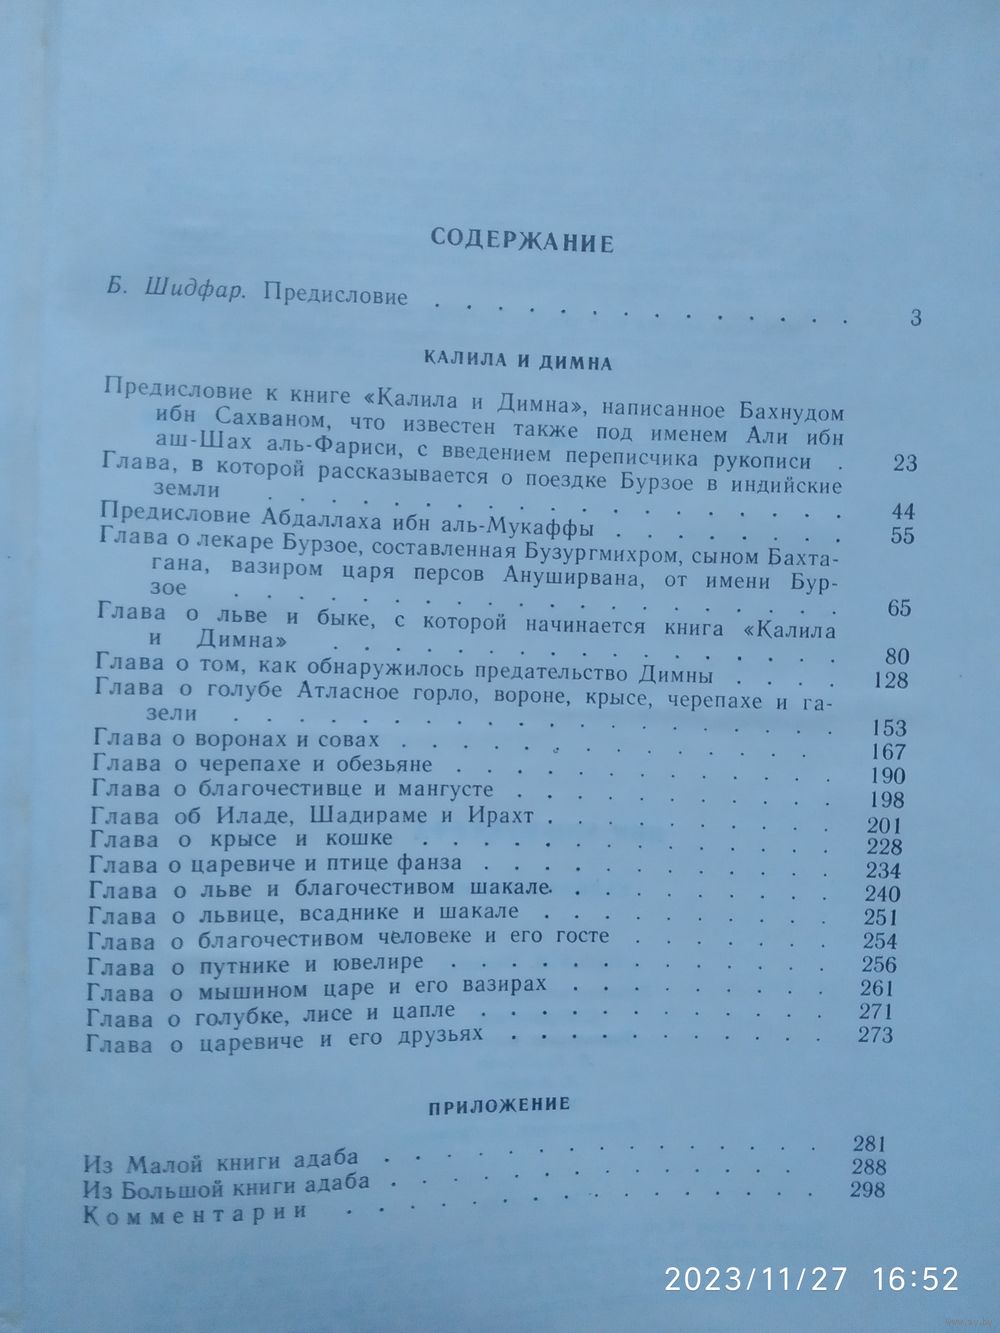 СОДЕРЖАНИЕ
Б. Шидфар. Предисловие . . . . . . . . . . . . . . 3
КАЛИЛА И ДИМНА
Предисловие к книге «Калила и Димна», написанное Бахнудом
ибн Сахваном, что известен также под именем Али ибн
аш-Шах аль-Фариси, с введением переписчика рукописи . 23
Глава, в которой рассказывается о поездке Бурзое в индийские
земли . . . . . . . . . . . . . . . . 44
Предисловие Абдаллаха ибн аль-Мукаффы . . . . . . . 55
Глава о лекаре Бурзое, составленная Бузургмихром, сыном Бахта-
гана, вазиром царя персов Ануширвана, от имени Бур-
зое . . . . . . . . . . . . . . . . . 65
Глава о льве и быке, с которой начинается книга «Калила
и Димна» . . . . . . . . . . . . . . 80
Глава о том, как обнаружилось предательство Димны . . . . 128
Глава о голубе Атласное горло, вороне, крысе, черепахе и га-
зели . . . . . . . . . . . . . . . . . 153
Глава о воронах и совах . . . . . . . . . . . . 167
Глава о черепахе и обезьяне . . . . . . . . . . . 190
Глава о благочестивце и мангусте . . . . . . . . . 198
Глава об Иладе, Шадираме и Ирахт . . . . . . . . 201
Глава о крысе и кошке . . . . . . . . . . . . 228
Глава о царевиче и птице фанза . . . . . . . . . . 234
Глава о льве и благочестивом шакале. . . . . . . . . 240
Глава о львице, всаднике и шакале . . . . . . . . 251
Глава о благочестивом человеке и его госте . . . . . . 254
Глава о путнике и ювелире . . . . . . . . . . . 256
Глава о мышином царе и его вазирах . . . . . . . . 261
Глава о голубке, лисе и цапле . . . . . . . . . . 271
Глава о царевиче и его друзьях . . . . . . . . . 273
ПРИЛОЖЕНИЕ
Из Малой книги адаба . . . . . . . . . . . . . 281
Из Большой книги адаба . . . . . . . . . . . . 288
Комментарии . . . . . . . . . . . . . . . 298
2023/11/27 16:52